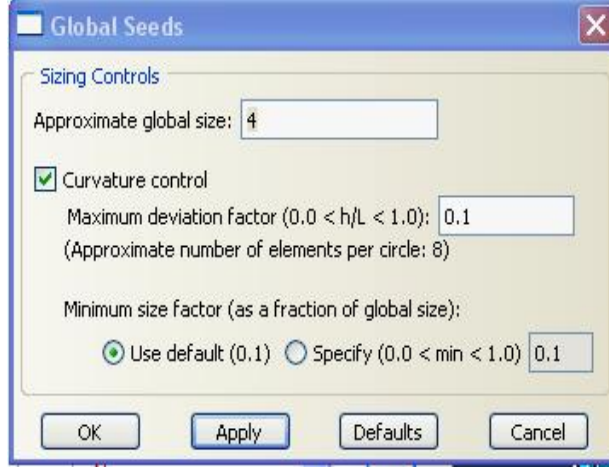 Global Seeds
Sizing Controls
Approximate global size: 4
Curvature control
Maximum deviation factor (0.0 < h/L < 1.0): 0.1
(Approximate number of elements per circle: 8)
Minimum size factor (as a fraction of global size):
Use default (0.1) Specify (0.0 < min < 1.0) 0.1
OK Apply Defaults Cancel